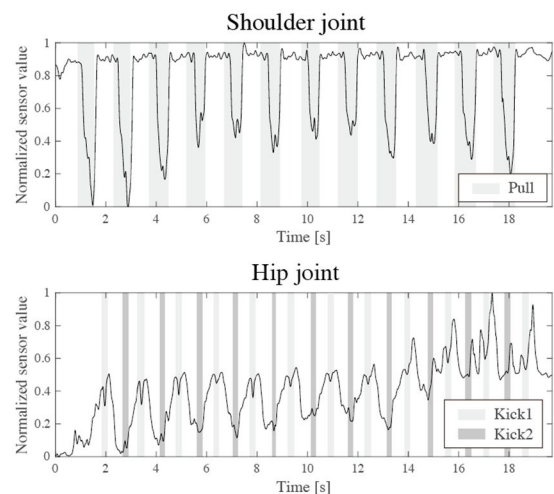 Shoulder joint
Normalized sensor value
1
0.8
0.6
0.4
0.2
0
Pull
0 2 4 6 8 10 12 14 16 18
Time [s]
Hip joint
Normalized sensor value
1
0.8
0.6
0.4
0.2
0
Kick1
Kick2
0 2 4 6 8 10 12 14 16 18
Time [s]